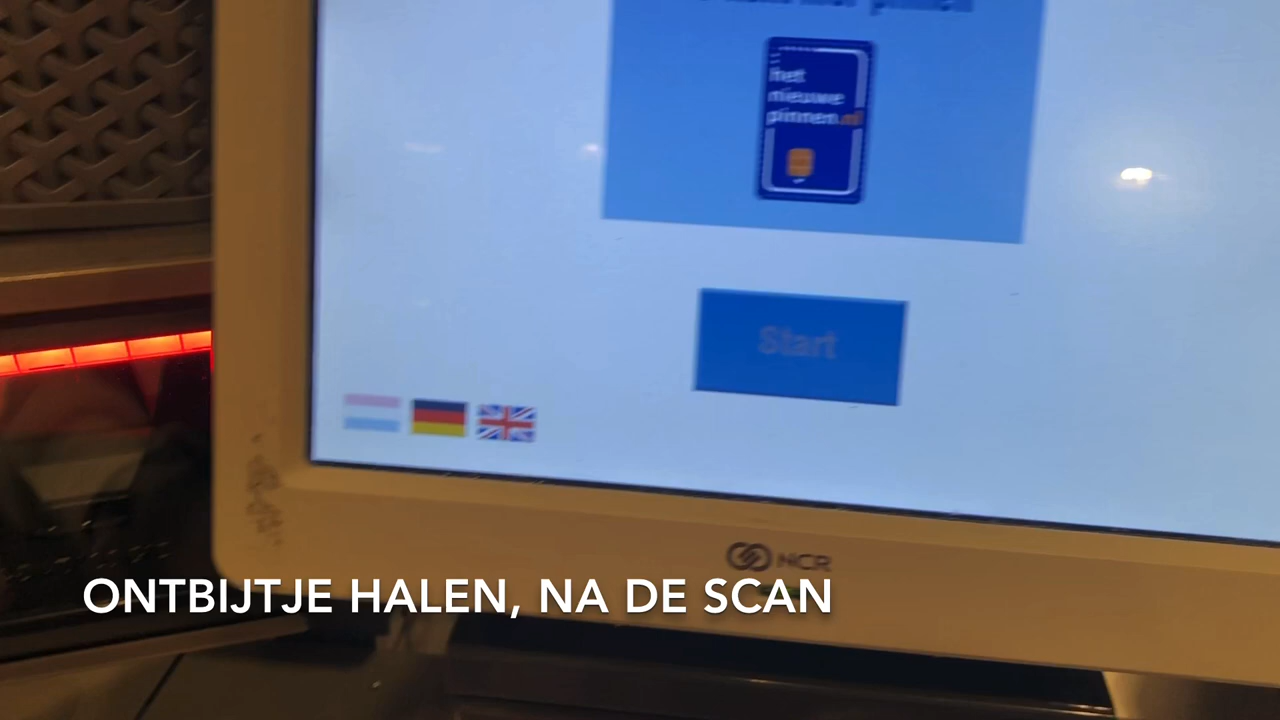 het
nieuwe
pinnen.nl
Start
NCR
ONTBIJTJE HALEN, NA DE SCAN